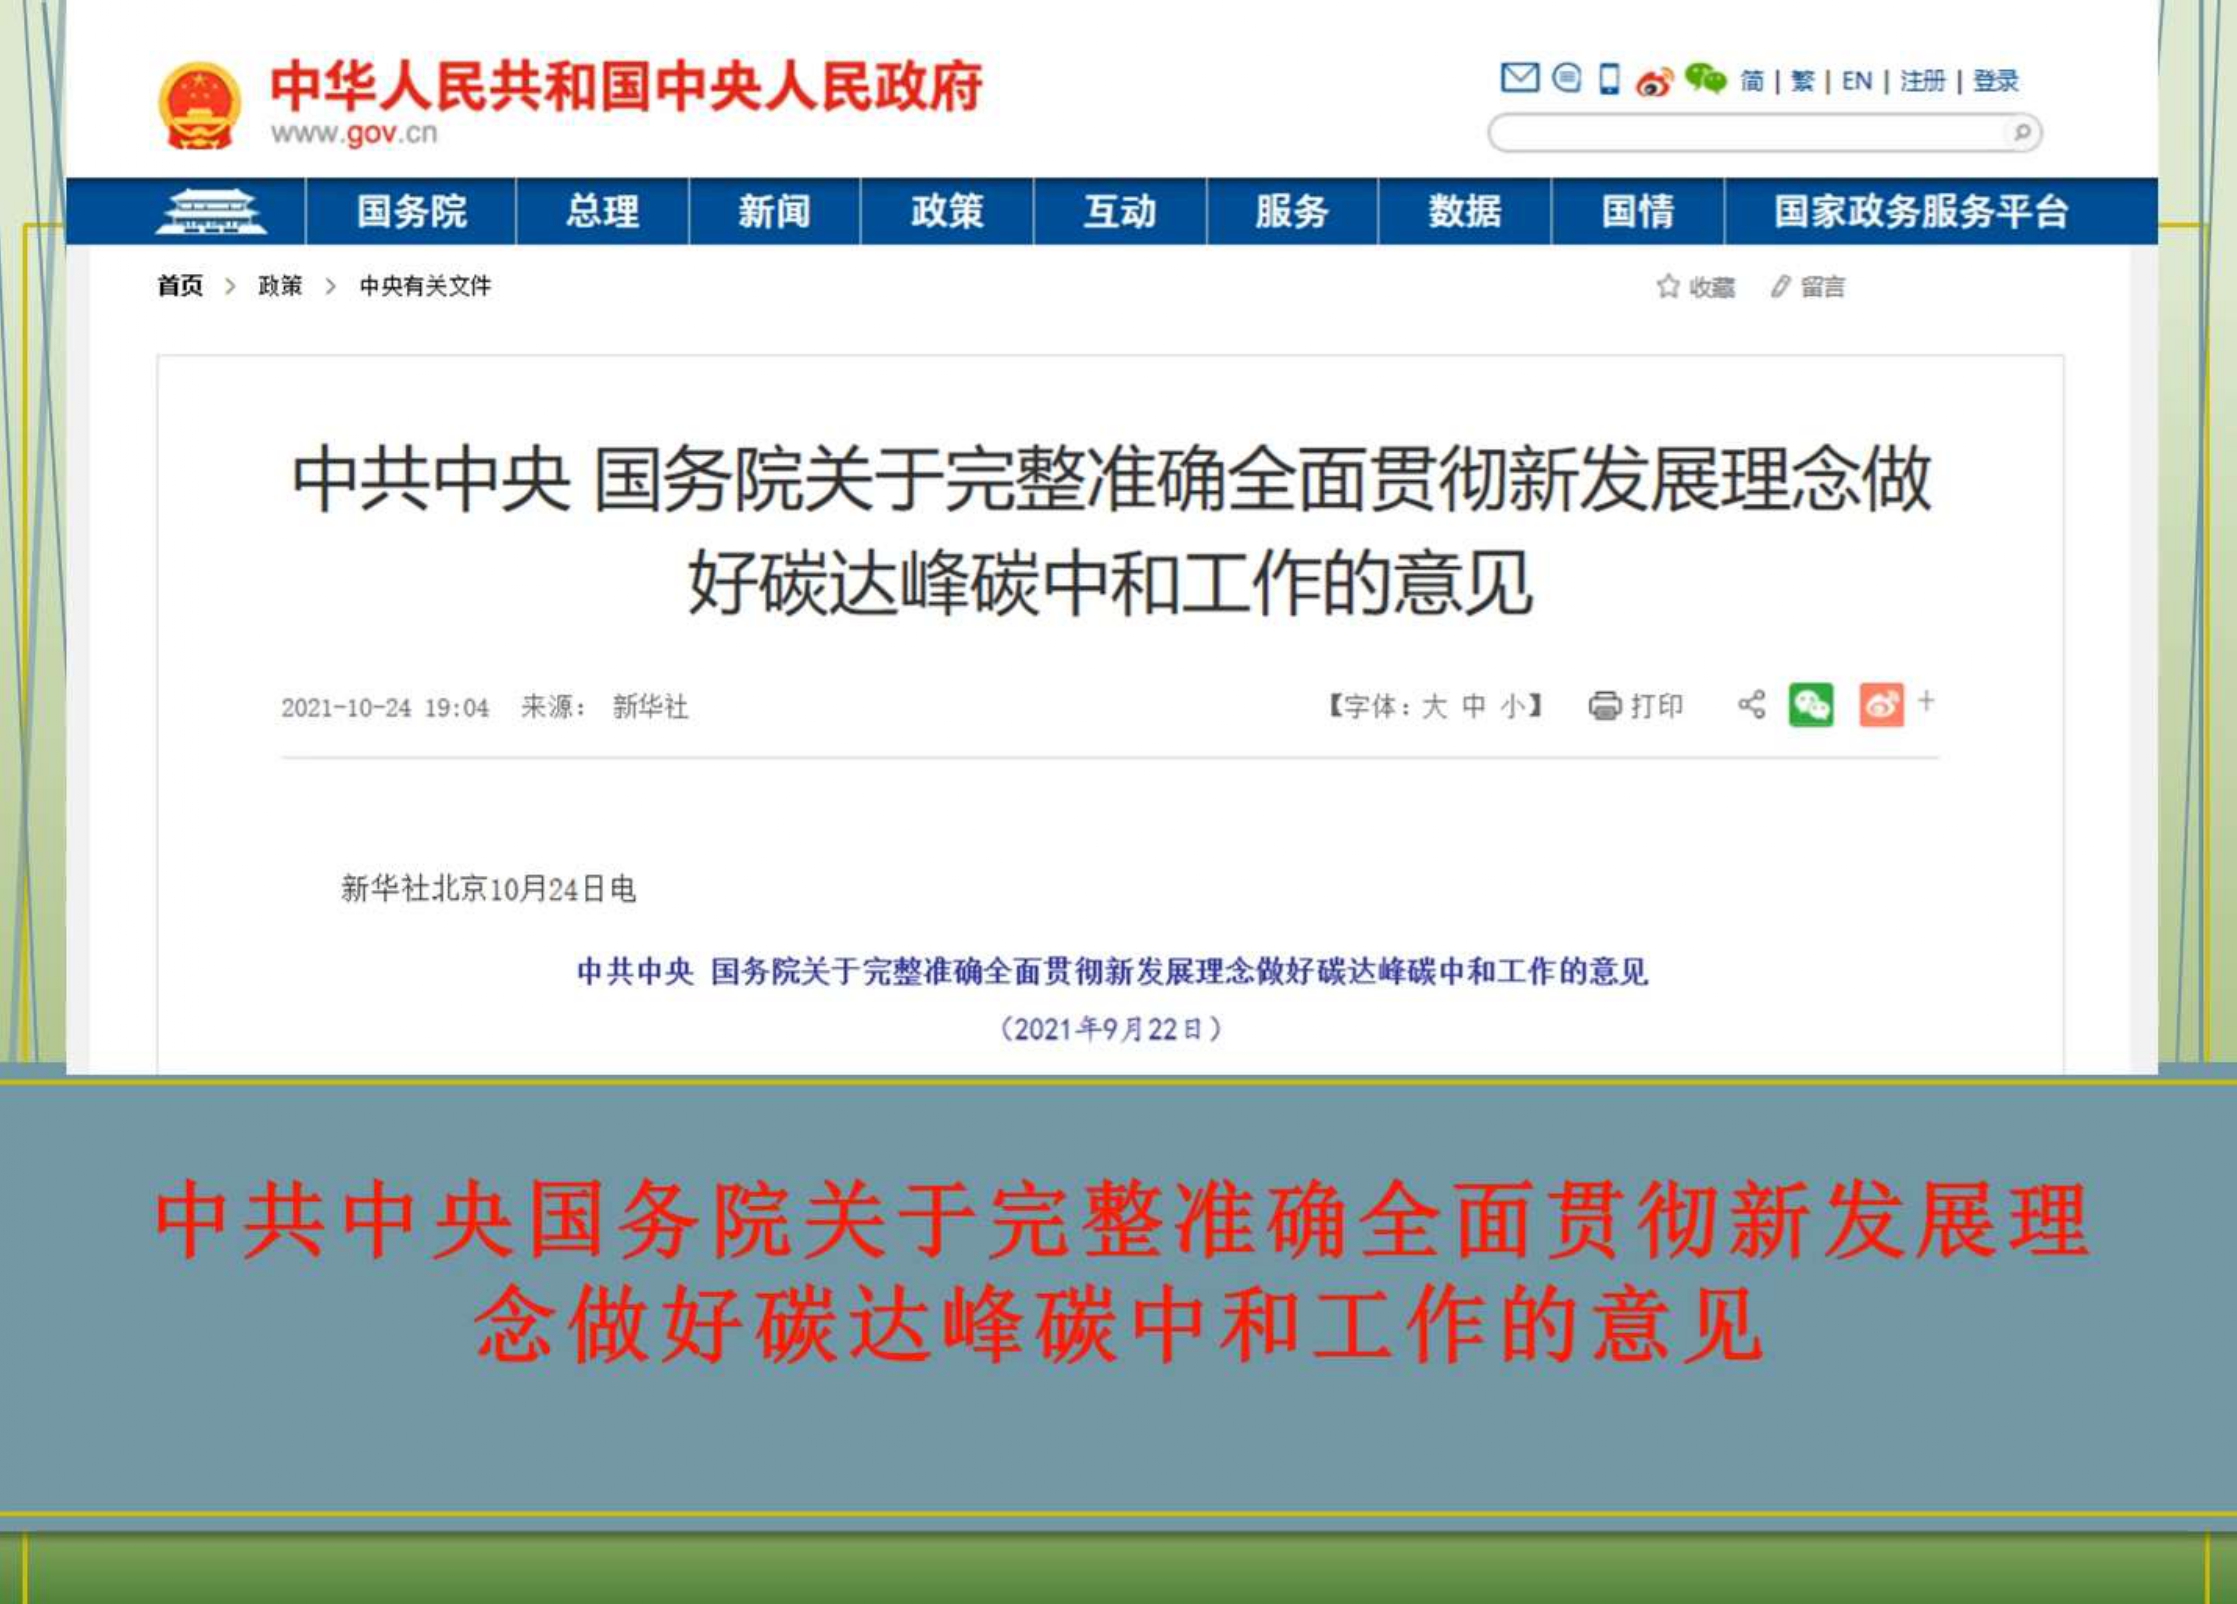 中华人民共和国中央人民政府
www.gov.cn
简 | 繁 | EN | 注册 | 登录
国务院 总理 新闻 政策 互动 服务 数据 国情 国家政务服务平台
首页 > 政策 > 中央有关文件
收藏 留言
中共中央 国务院关于完整准确全面贯彻新发展理念做
好碳达峰碳中和工作的意见
2021-10-24 19:04 来源： 新华社
【字体：大 中 小】 打印 +
新华社北京10月24日电
中共中央 国务院关于完整准确全面贯彻新发展理念做好碳达峰碳中和工作的意见
（2021年9月22日）
中共中央国务院关于完整准确全面贯彻新发展理
念做好碳达峰碳中和工作的意见